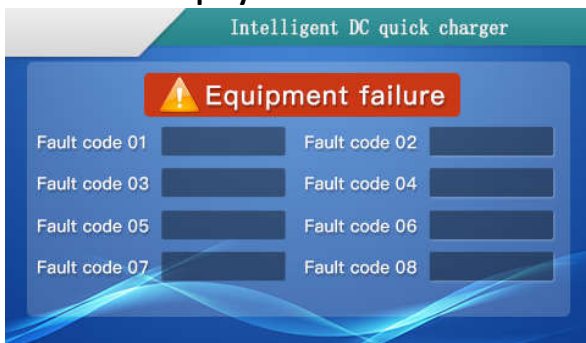 Intelligent DC quick charger
Equipment failure
Fault code 01 Fault code 02
Fault code 03 Fault code 04
Fault code 05 Fault code 06
Fault code 07 Fault code 08